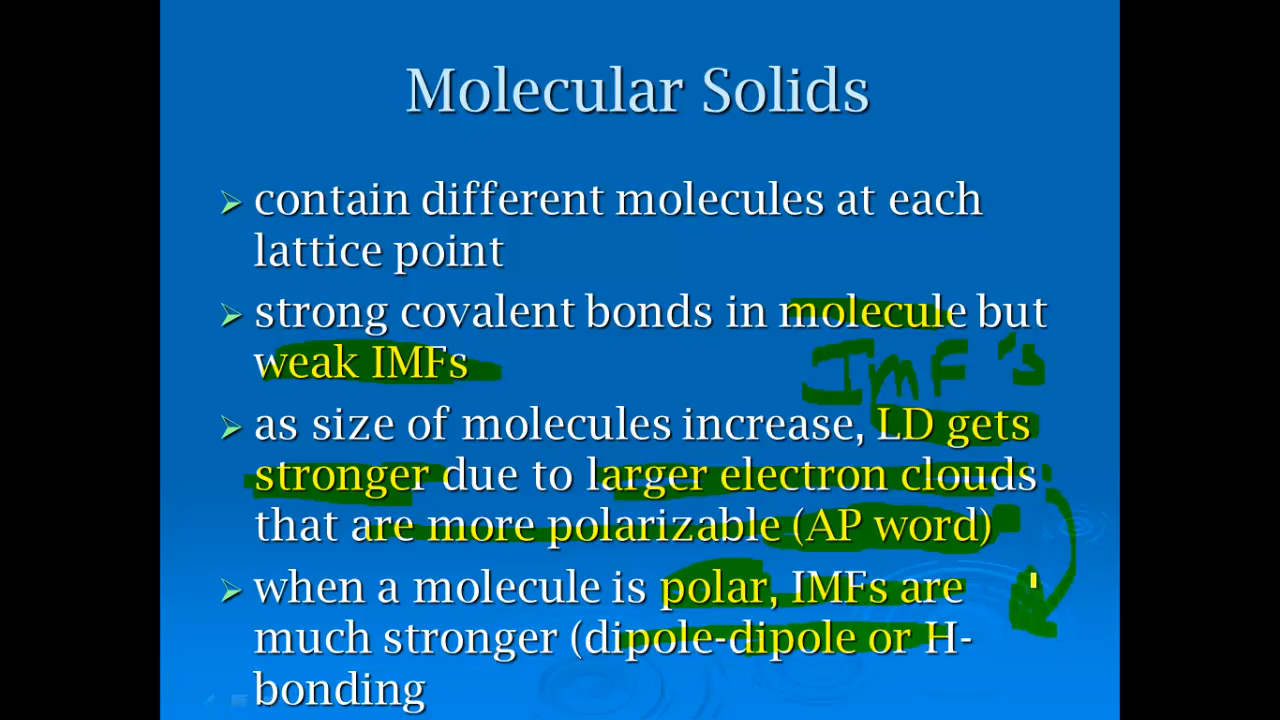 Molecular Solids
contain different molecules at each
lattice point
strong covalent bonds in molecule but
weak IMFs
ImF's
as size of molecules increase, LD gets
stronger due to larger electron clouds
that are more polarizable (AP word)
when a molecule is polar, IMFs are
much stronger (dipole-dipole or H-
bonding